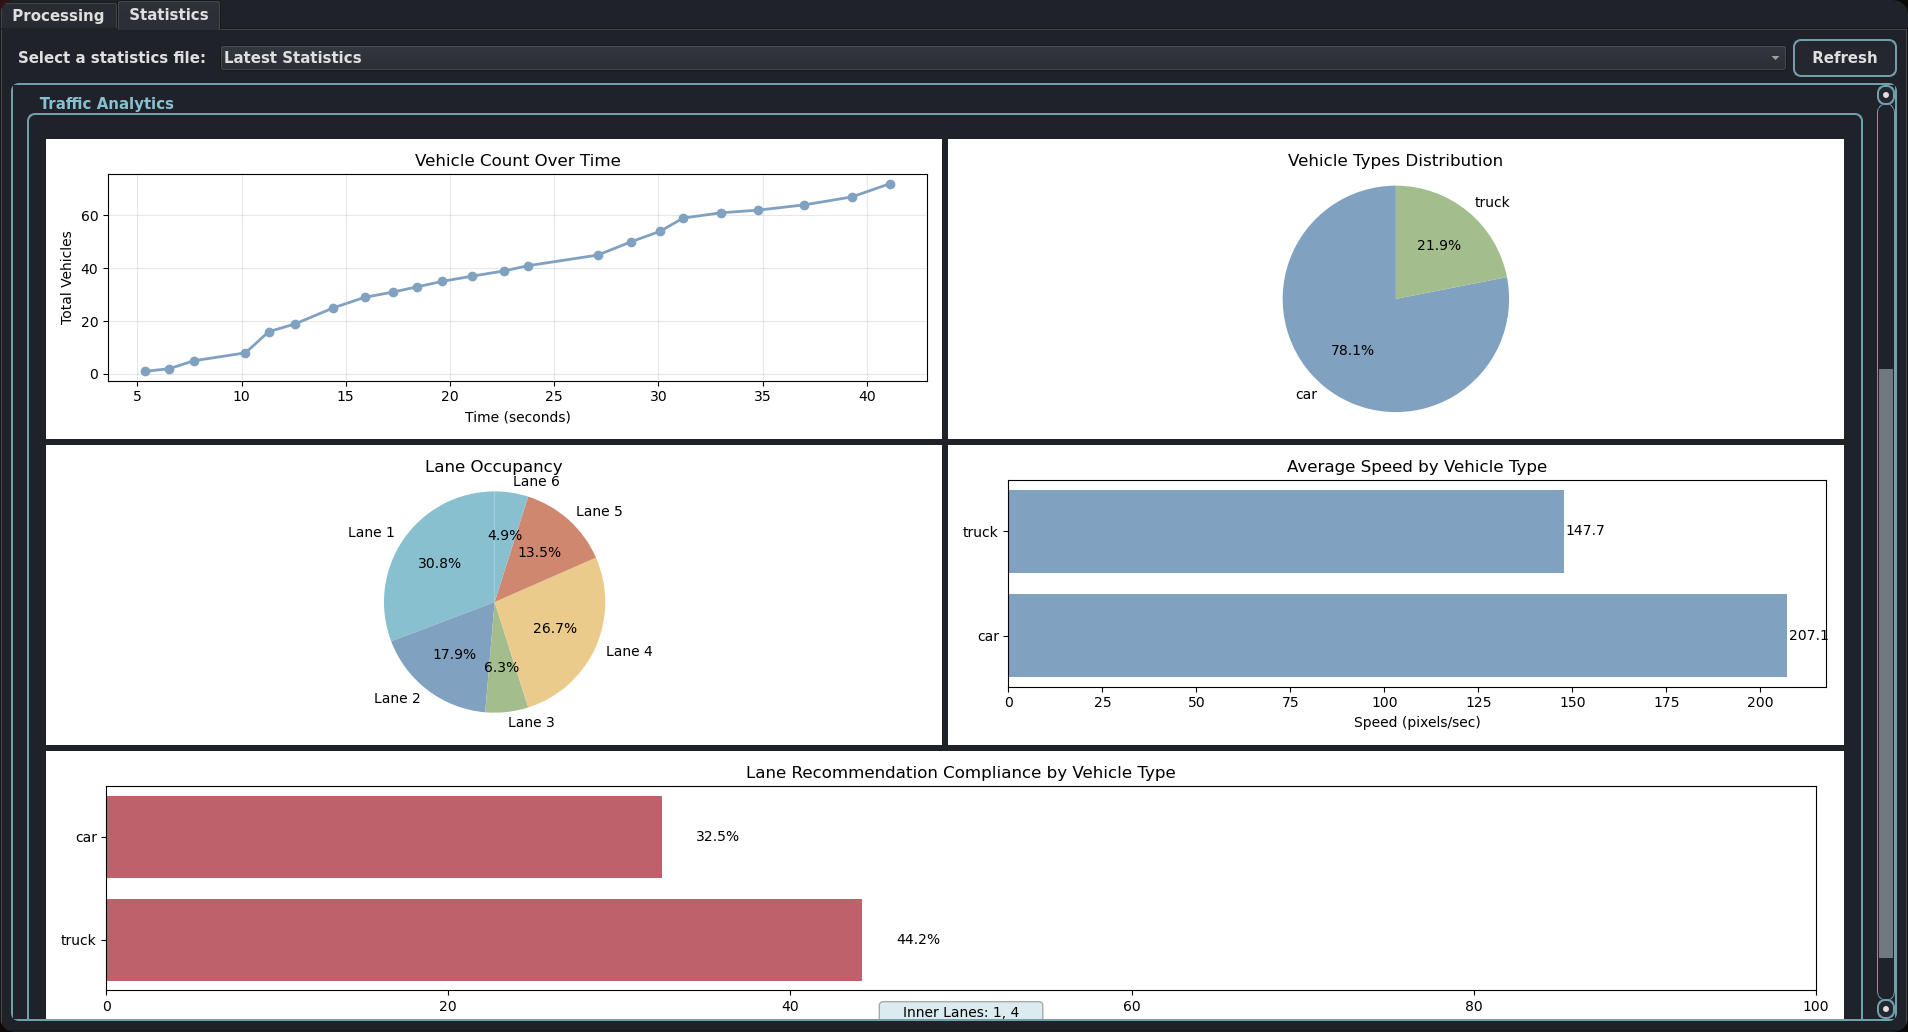 Processing
Statistics
Select a statistics file:
Latest Statistics
Refresh
Traffic Analytics
Vehicle Count Over Time
Total Vehicles
60
40
20
0
5 10 15 20 25 30 35 40
Time (seconds)
Vehicle Types Distribution
truck
21.9%
78.1%
car
Lane Occupancy
Lane 6
Lane 5
Lane 1
4.9%
13.5%
30.8%
26.7%
Lane 4
17.9%
6.3%
Lane 2
Lane 3
Average Speed by Vehicle Type
truck
147.7
car
207.1
0 25 50 75 100 125 150 175 200
Speed (pixels/sec)
Lane Recommendation Compliance by Vehicle Type
car
32.5%
truck
44.2%
0 20 40 60 80 100
Inner Lanes: 1, 4